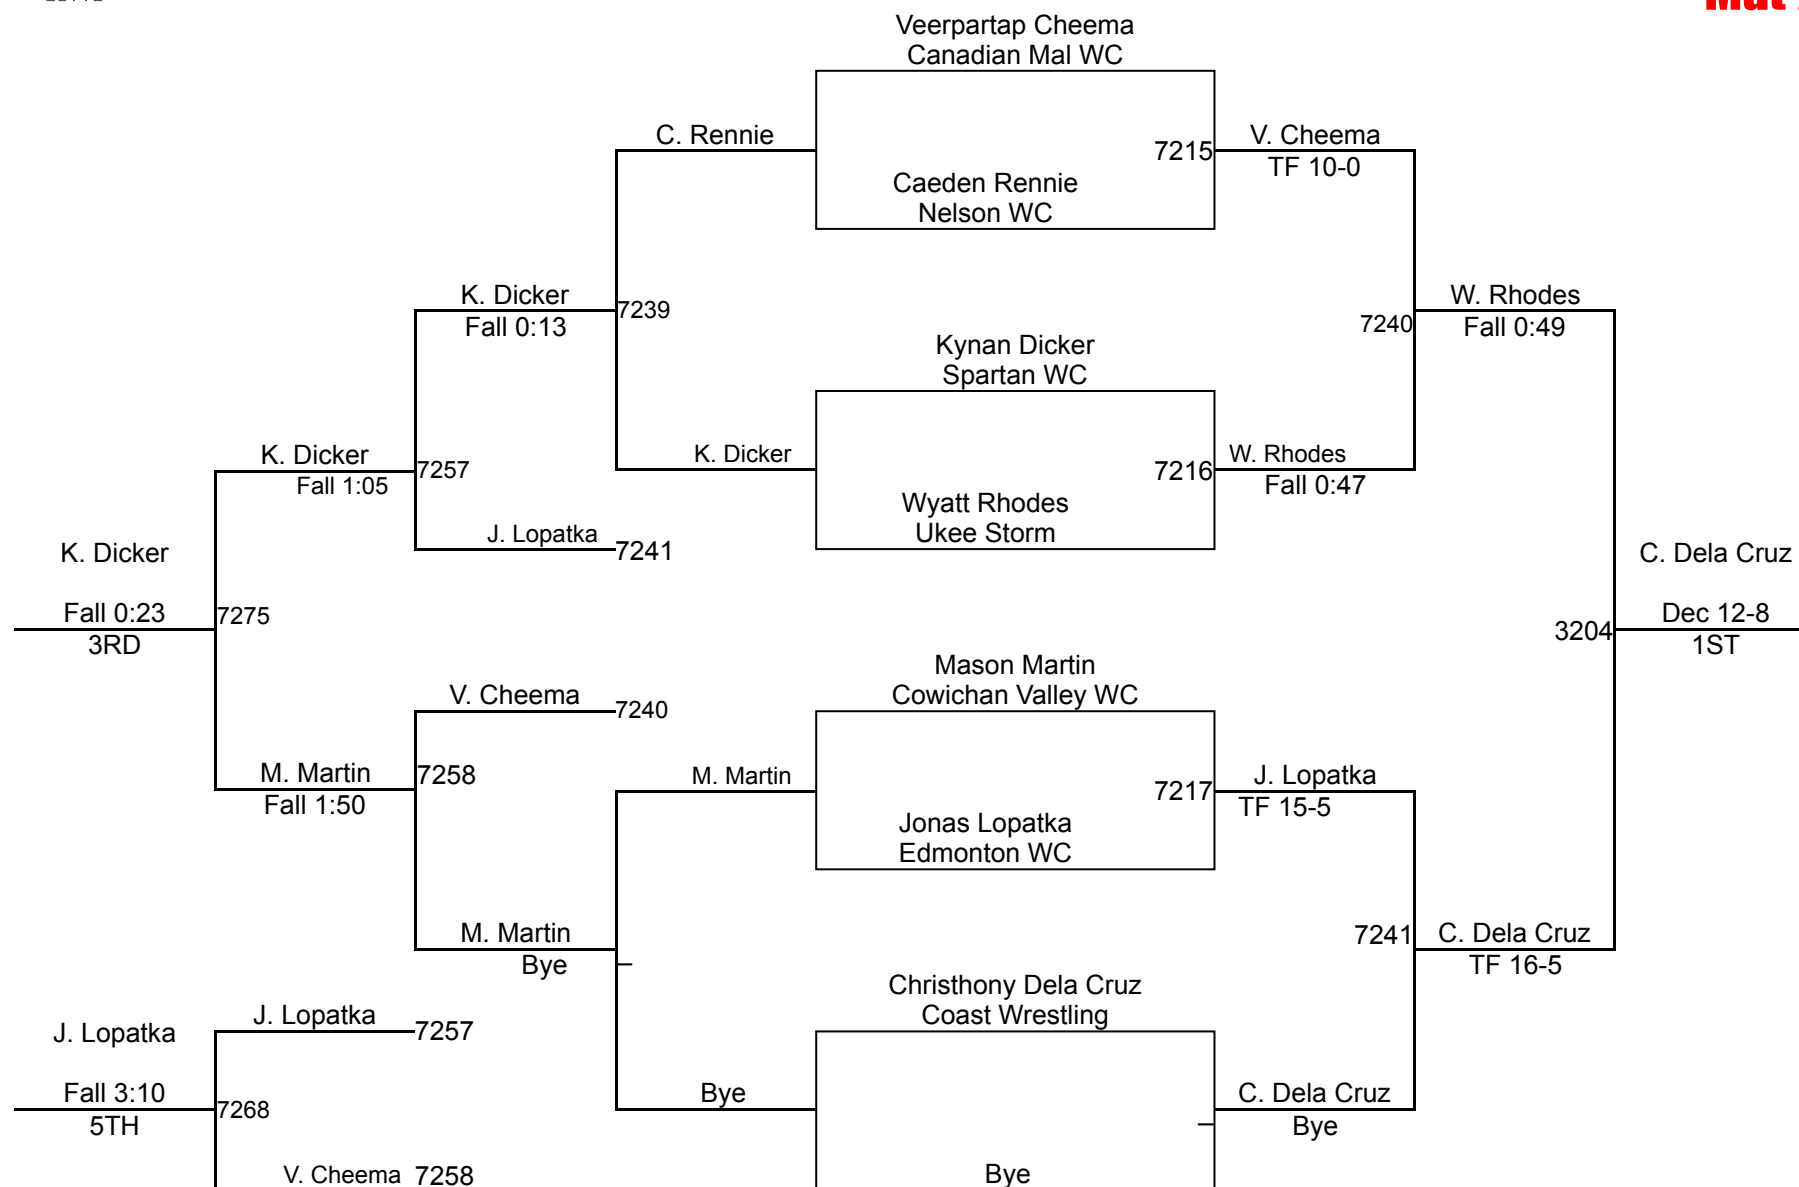 Veerpartap Cheema
Canadian Mal WC
C. Rennie
7215
V. Cheema
TF 10-0
Caeden Rennie
Nelson WC
K. Dicker
Fall 0:13
7239
7240
W. Rhodes
Fall 0:49
Kynan Dicker
Spartan WC
K. Dicker
Fall 1:05
7257
K. Dicker
7216
W. Rhodes
Fall 0:47
Wyatt Rhodes
Ukee Storm
J. Lopatka
7241
K. Dicker
Fall 0:23
3RD
7275
C. Dela Cruz
3204
Dec 12-8
1ST
Mason Martin
Cowichan Valley WC
V. Cheema
7240
M. Martin
Fall 1:50
7258
M. Martin
7217
J. Lopatka
TF 15-5
Jonas Lopatka
Edmonton WC
M. Martin
Bye
7241
C. Dela Cruz
TF 16-5
Christhony Dela Cruz
Coast Wrestling
J. Lopatka
J. Lopatka
7257
Fall 3:10
5TH
7268
Bye
C. Dela Cruz
Bye
V. Cheema
7258
Bye